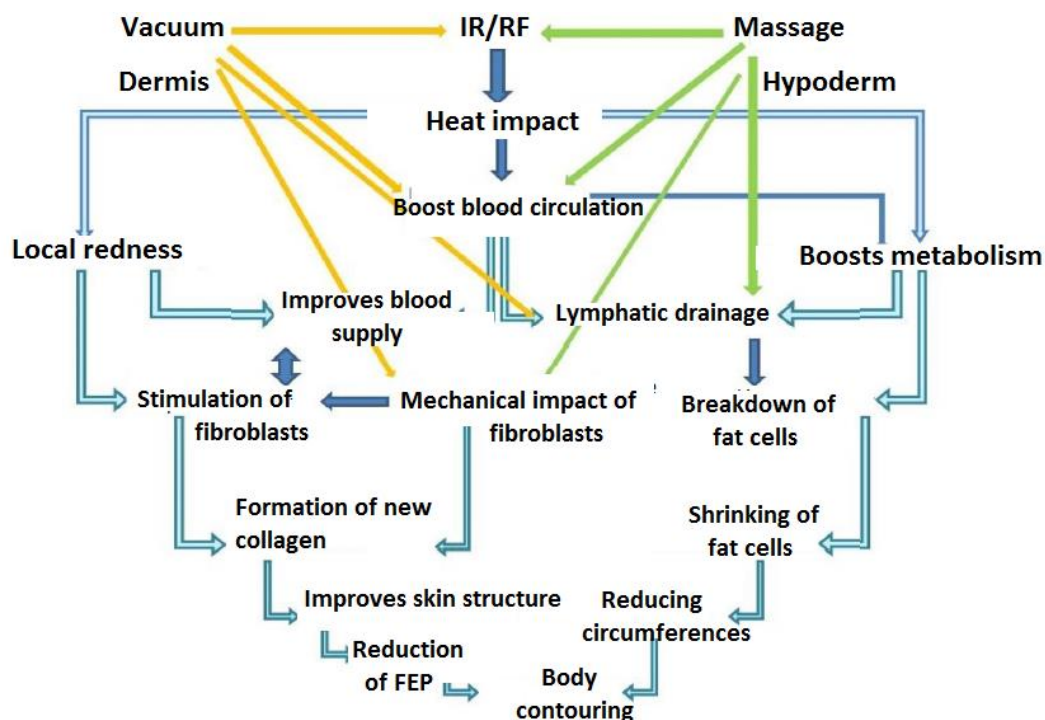 Vacuum
IR/RF
Massage
Dermis
Hypoderm
Heat impact
Boost blood circulation
Local redness
Boosts metabolism
Improves blood
supply
Lymphatic drainage
Stimulation of
fibroblasts
Mechanical impact of
fibroblasts
Breakdown of
fat cells
Formation of new
collagen
Shrinking of
fat cells
Improves skin structure
Reducing
circumferences
Reduction
of FEP
Body
contouring